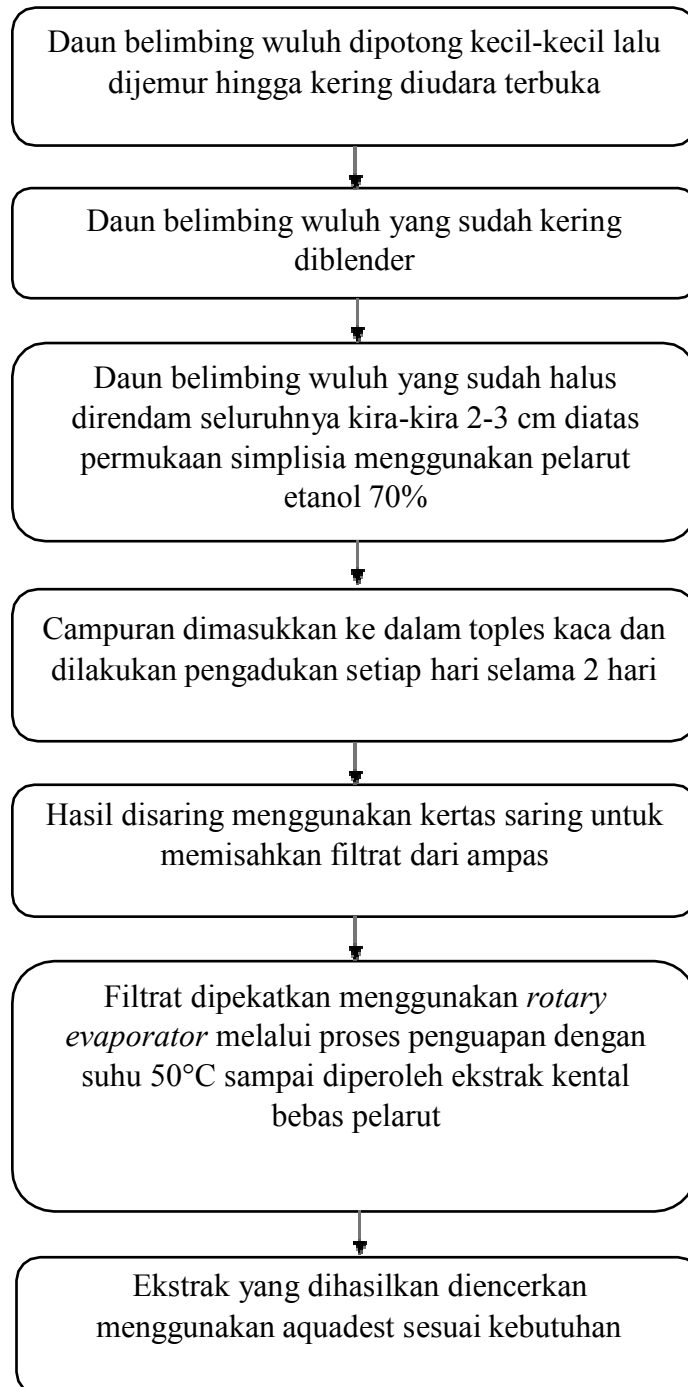 Daun belimbing wuluh dipotong kecil-kecil lalu
dijemur hingga kering diudara terbuka
Daun belimbing wuluh yang sudah kering
diblender
Daun belimbing wuluh yang sudah halus
direndam seluruhnya kira-kira 2-3 cm diatas
permukaan simplisia menggunakan pelarut
etanol 70%
Campuran dimasukkan ke dalam toples kaca dan
dilakukan pengadukan setiap hari selama 2 hari
Hasil disaring menggunakan kertas saring untuk
memisahkan filtrat dari ampas
Filtrat dipekatkan menggunakan rotary
evaporator melalui proses penguapan dengan
suhu 50°C sampai diperoleh ekstrak kental
bebas pelarut
Ekstrak yang dihasilkan diencerkan
menggunakan aquadest sesuai kebutuhan